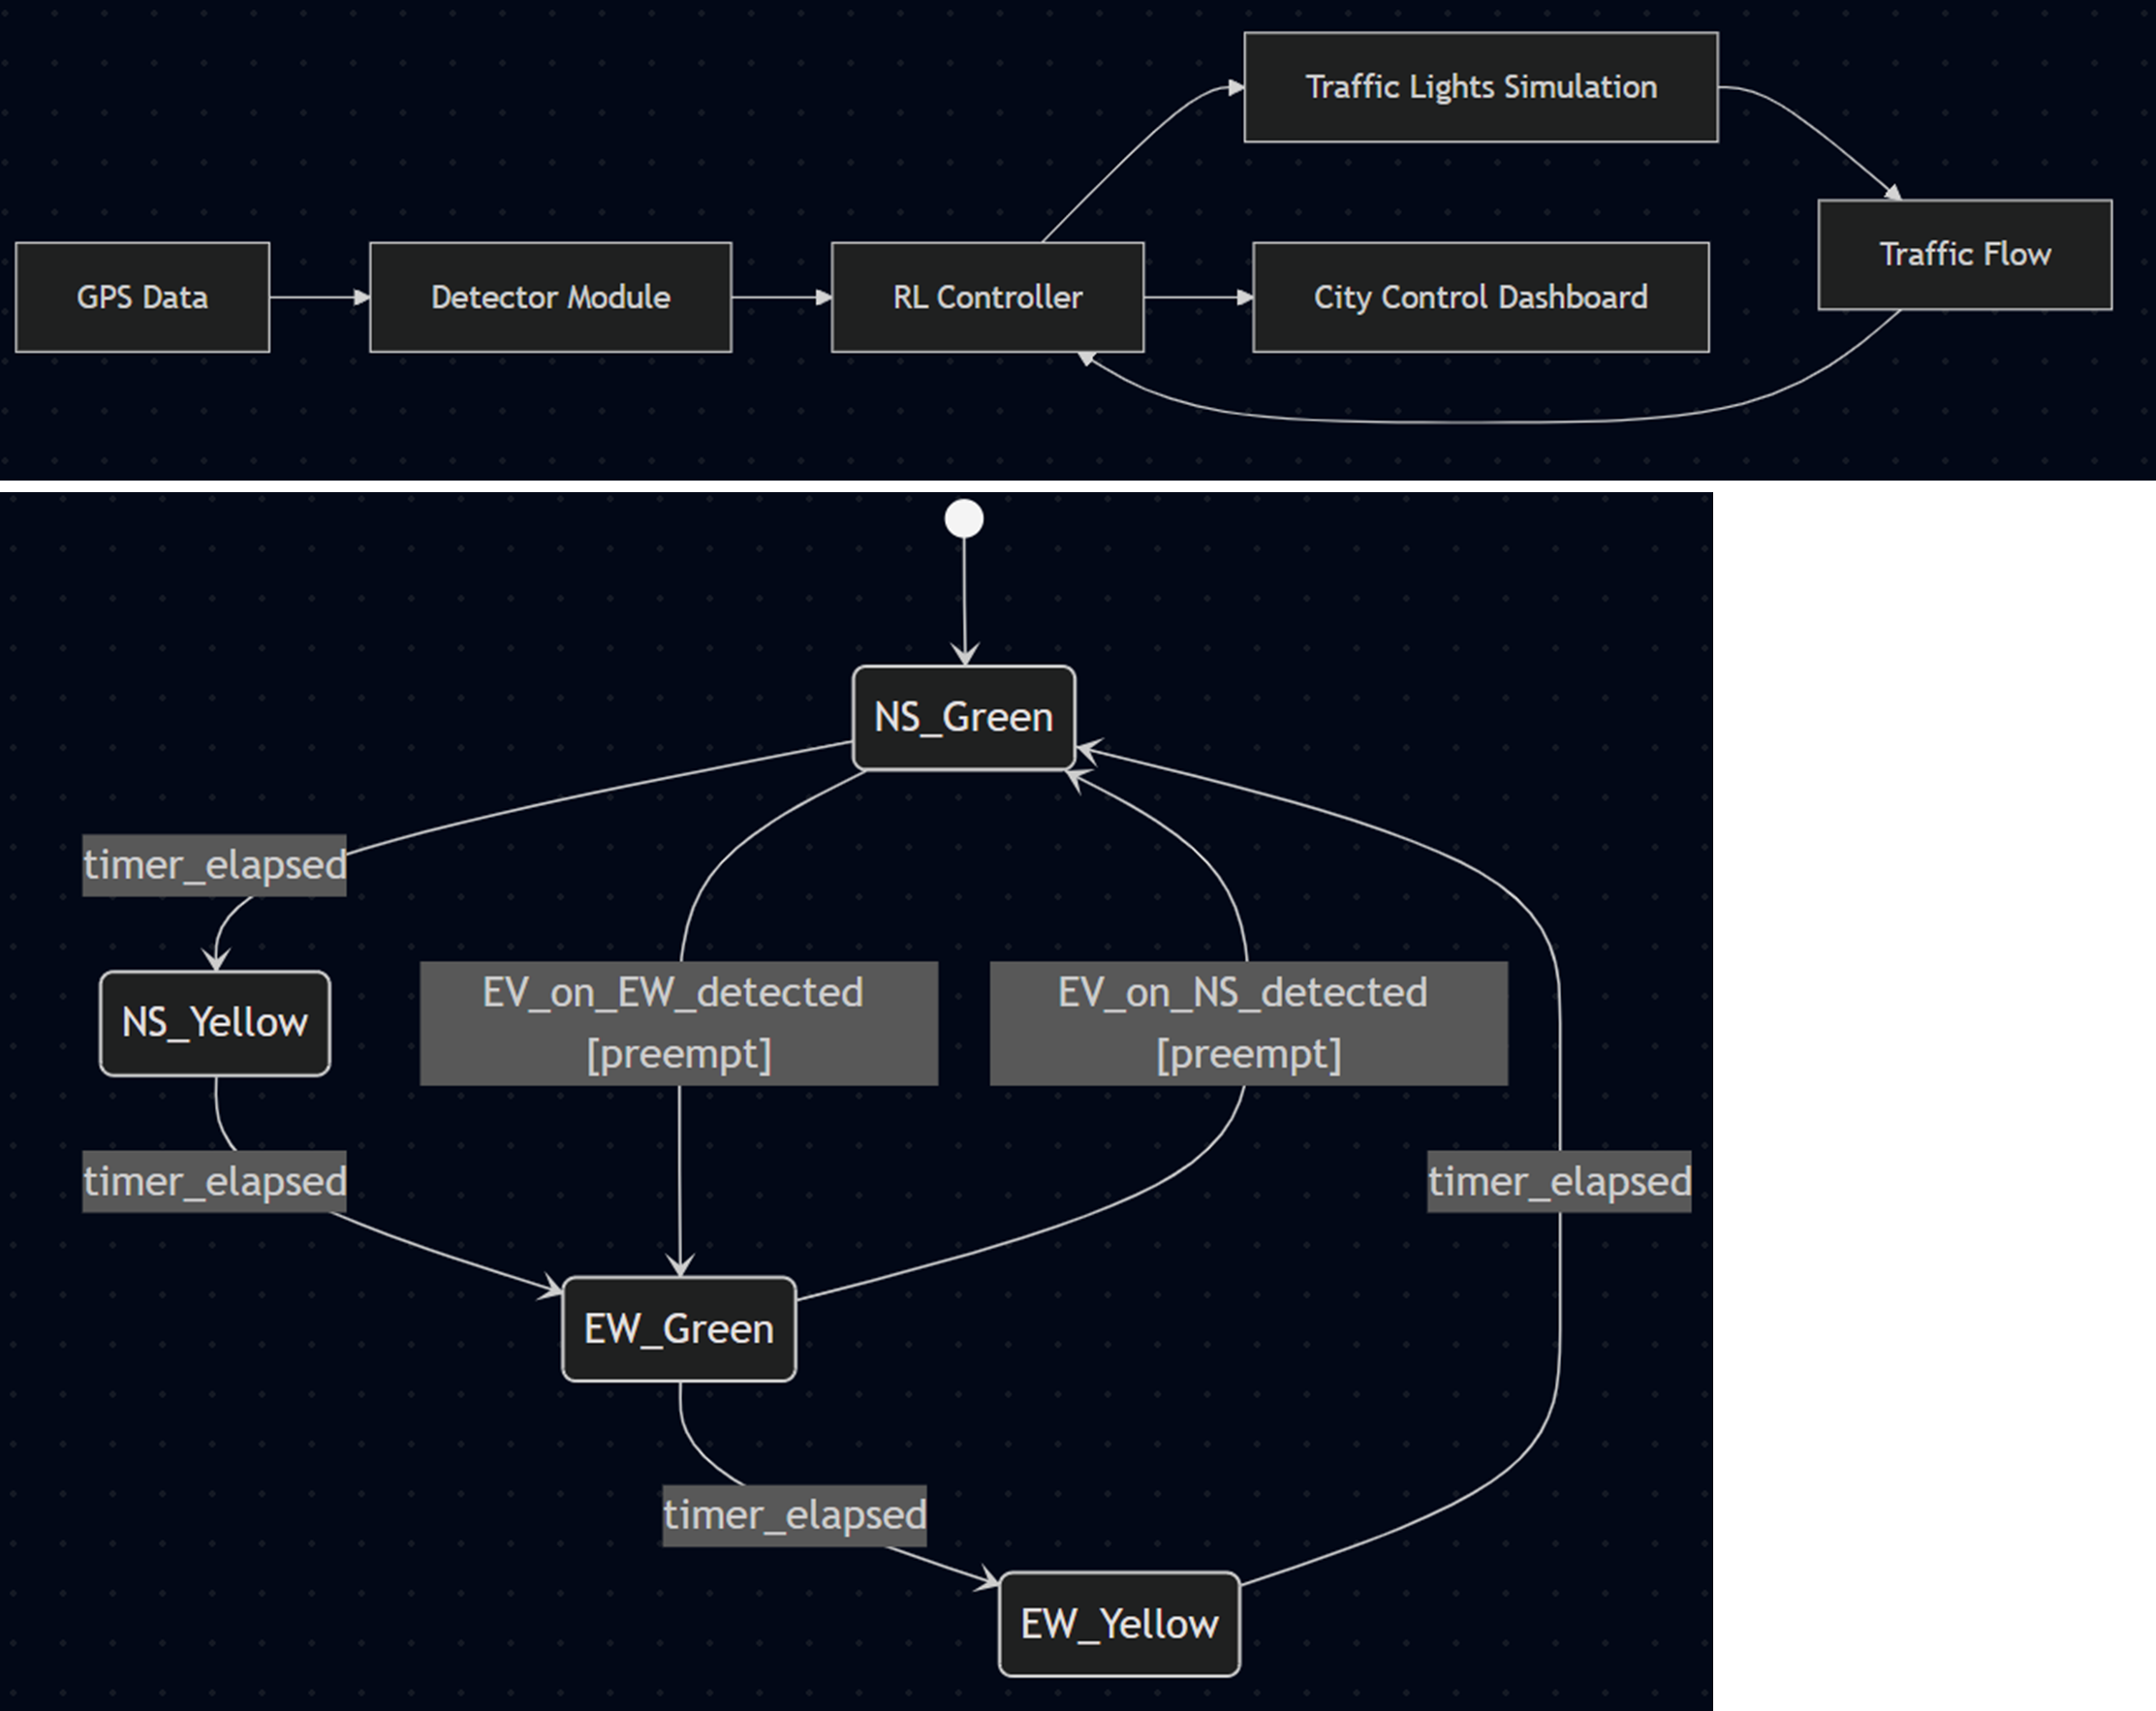 Traffic Lights Simulation
Traffic Flow
GPS Data
Detector Module
RL Controller
City Control Dashboard
NS_Green
timer_elapsed
NS_Yellow
EV_on_EW_detected
[preempt]
EV_on_NS_detected
[preempt]
timer_elapsed
timer_elapsed
EW_Green
timer_elapsed
EW_Yellow